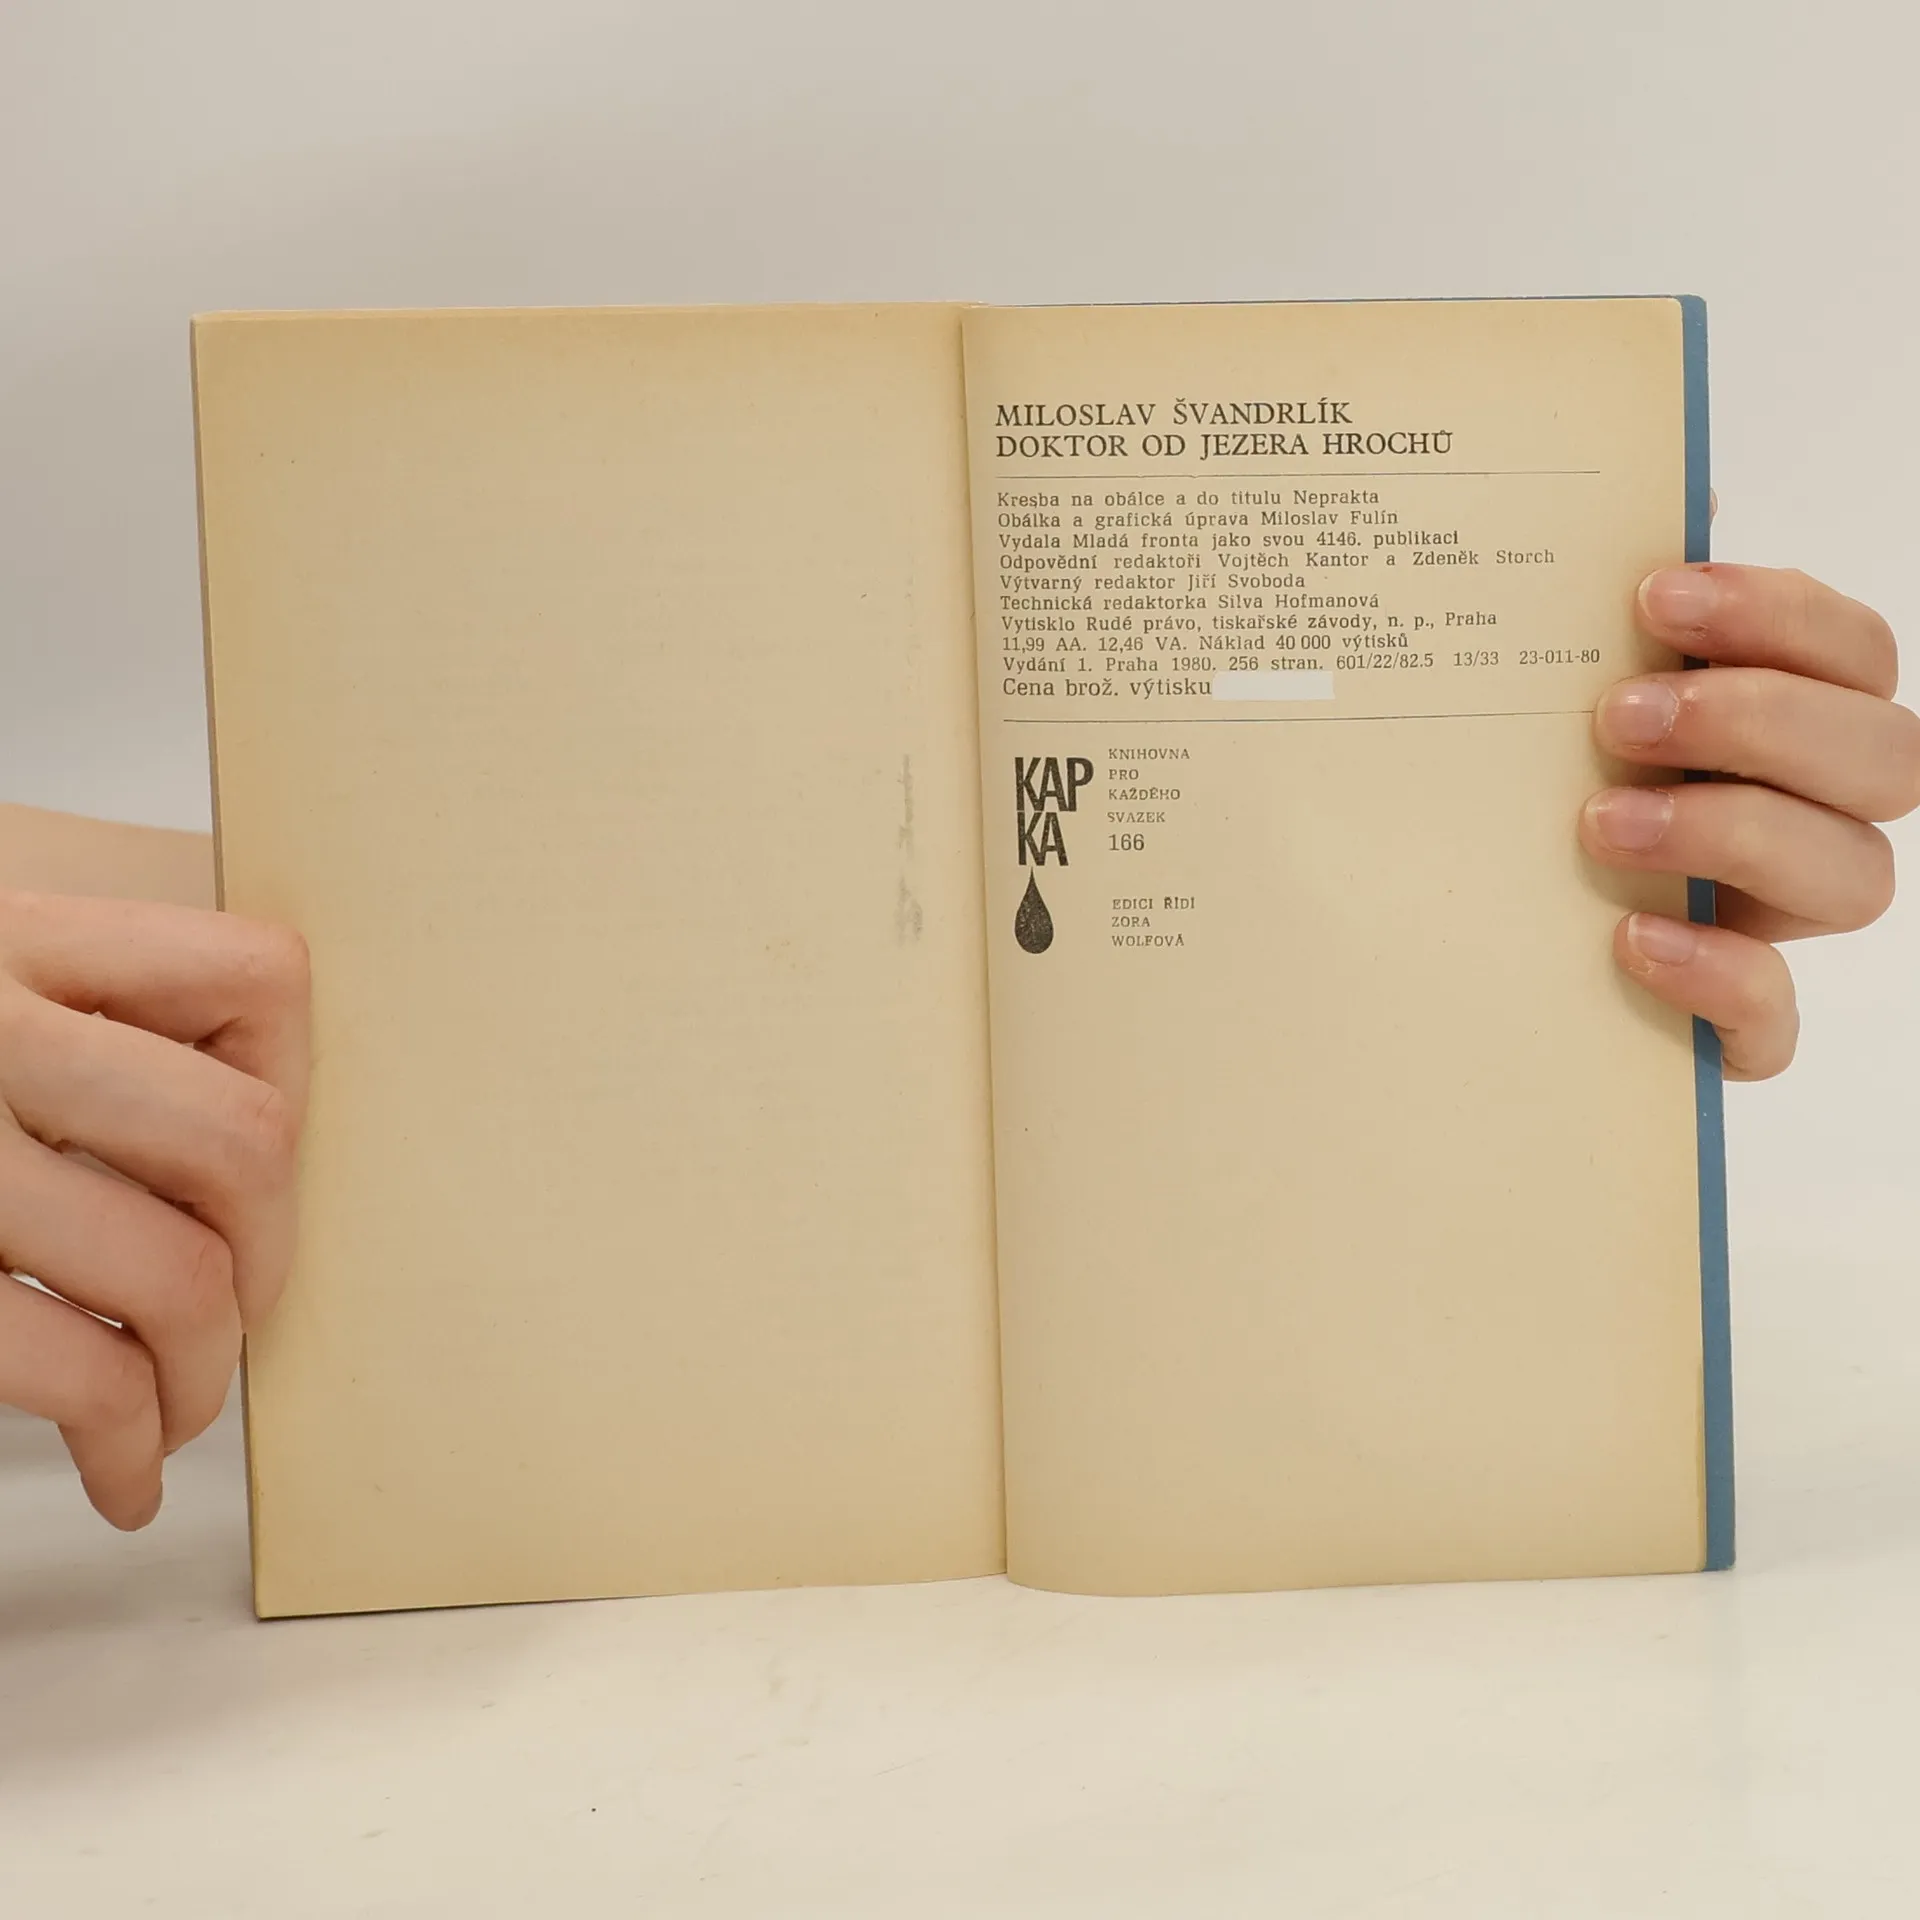 MILOSLAV ŠVANDRLÍK
DOKTOR OD JEZERA HROCHŮ
Kresba na obálce a do titulu Neprakta
Obálka a grafická úprava Miloslav Fulín
Vydala Mladá fronta jako svou 4146. publikaci
Odpovědní redaktoři Vojtěch Kantor a Zdeněk Storch
Výtvarný redaktor Jiří Svoboda
Technická redaktorka Silva Hofmanová
Vytisklo Rudé právo, tiskařské závody, n. p., Praha
11,99 AA. 12,46 VA. Náklad 40 000 výtisků
Vydání 1. Praha 1980. 256 stran. 601/22/82.5 13/33 23-011-80
Cena brož. výtisku
KAP
KA
KNIHOVNA
PRO
KAŽDÉHO
SVAZEK
166
EDICI ŘÍDÍ
ZORA
WOLFOVÁ